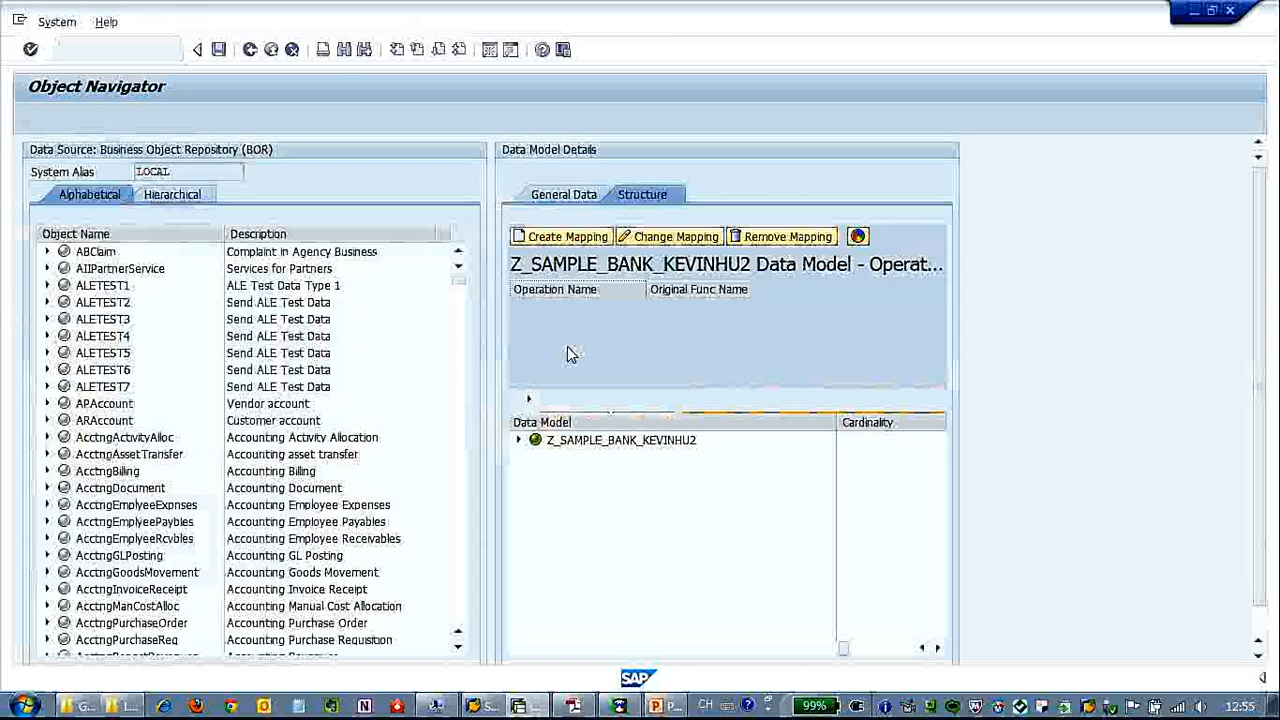 System Help
Object Navigator
Data Source: Business Object Repository (BOR)
System Alias LOCAL
Alphabetical Hierarchical
Object Name Description
ABClaim Complaint in Agency Business
AIIPartnerService Services for Partners
ALETEST1 ALE Test Data Type 1
ALETEST2 Send ALE Test Data
ALETEST3 Send ALE Test Data
ALETEST4 Send ALE Test Data
ALETEST5 Send ALE Test Data
ALETEST6 Send ALE Test Data
ALETEST7 Send ALE Test Data
APAccount Vendor account
ARAccount Customer account
AcctngActivityAlloc Accounting Activity Allocation
AcctngAssetTransfer Accounting asset transfer
AcctngBilling Accounting Billing
AcctngDocument Accounting Document
AcctngEmplyeeExpnses Accounting Employee Expenses
AcctngEmplyeePaybles Accounting Employee Payables
AcctngEmplyeeRcvbles Accounting Employee Receivables
AcctngGLPosting Accounting GL Posting
AcctngGoodsMovement Accounting Goods Movement
AcctngInvoiceReceipt Accounting Invoice Receipt
AcctngManCostAlloc Accounting Manual Cost Allocation
AcctngPurchaseOrder Accounting Purchase Order
AcctngPurchaseReq Accounting Purchase Requisition
Data Model Details
General Data Structure
Create Mapping Change Mapping Remove Mapping
Z_SAMPLE_BANK_KEVINHU2 Data Model - Operat...
Operation Name Original Func Name
Data Model Cardinality
Z_SAMPLE_BANK_KEVINHU2
SAP
G... I... S... P... CH 99% 12:55